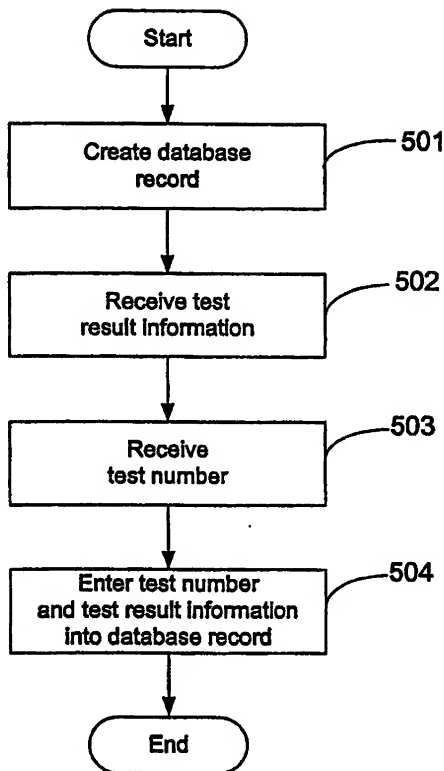 Start
Create database
record
501
Receive test
result information
502
Receive
test number
503
Enter test number
and test result information
into database record
504
End